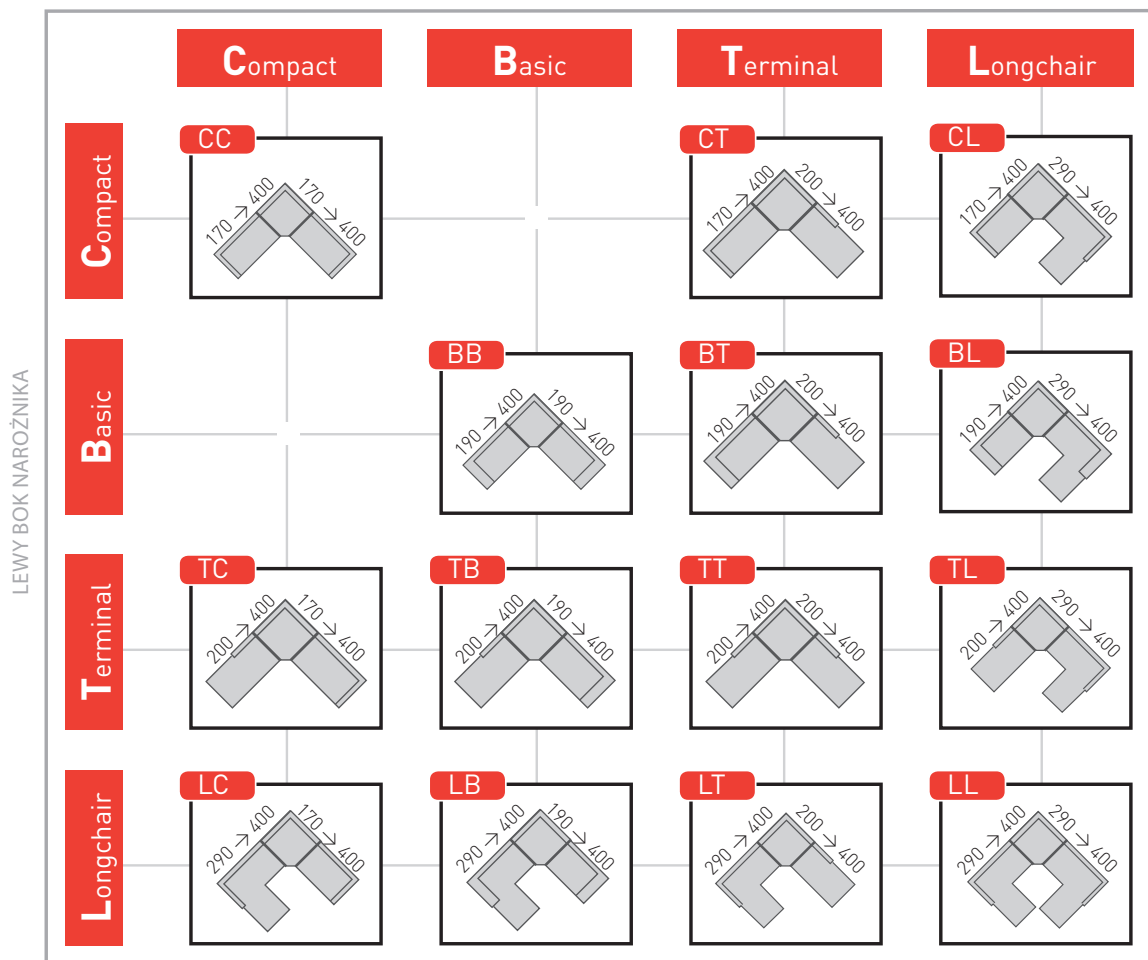 Compact
Basic
Terminal
Longchair
LEWY BOK NAROŻNIKA
Compact
CC
170 → 400
170 → 400
CT
170 → 400
200 → 400
CL
170 → 400
290 → 400
Basic
BB
190 → 400
190 → 400
BT
190 → 400
200 → 400
BL
190 → 400
290 → 400
Terminal
TC
200 → 400
170 → 400
TB
200 → 400
190 → 400
TT
200 → 400
200 → 400
TL
200 → 400
290 → 400
Longchair
LC
290 → 400
170 → 400
LB
290 → 400
190 → 400
LT
290 → 400
200 → 400
LL
290 → 400
290 → 400